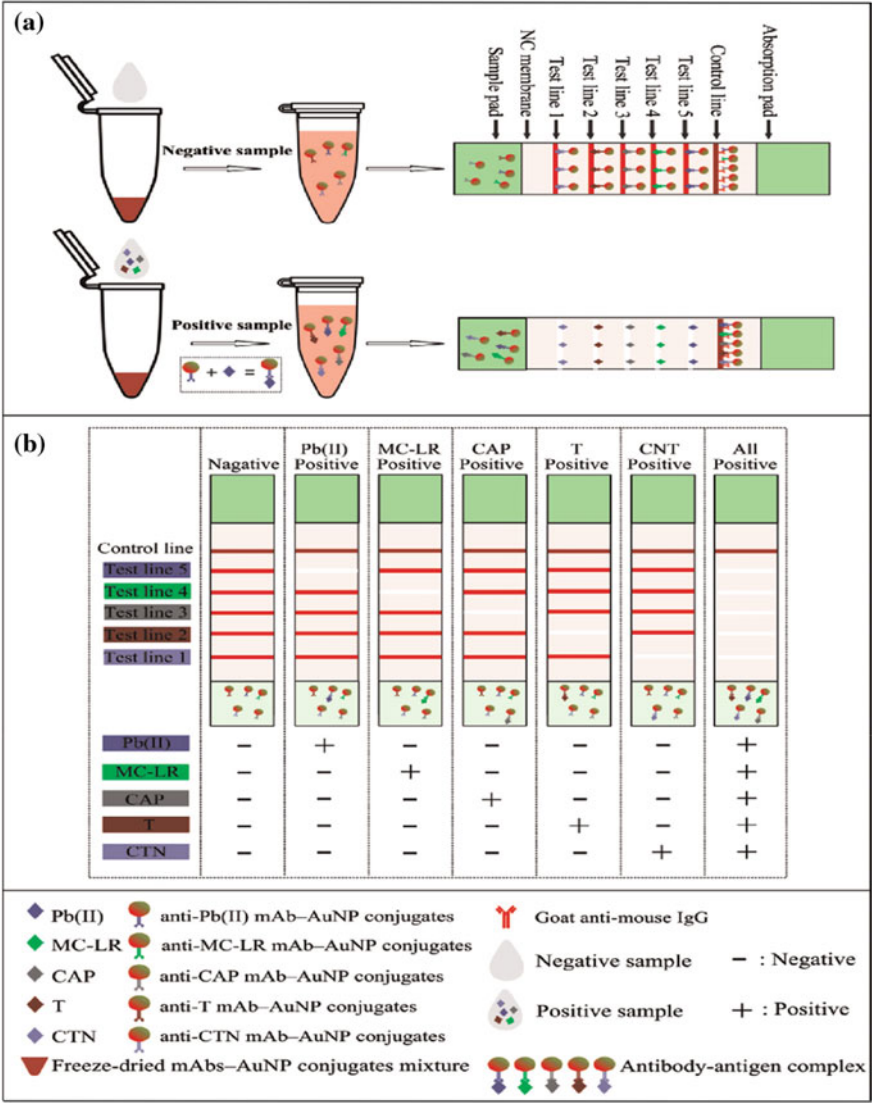 (a)
Sample pad
NC membrane
Test line 1
Test line 2
Test line 3
Test line 4
Test line 5
Control line
Absorption pad
Negative sample
Positive sample
+ =
(b)
Nagative
Pb(II) Positive
MC-LR Positive
CAP Positive
T Positive
CNT Positive
All Positive
Control line
Test line 5
Test line 4
Test line 3
Test line 2
Test line 1
Pb(II) − + − − − − +
MC-LR − − + − − − +
CAP − − − + − − +
T − − − − + − +
CTN − − − − − + +
Pb(II) anti-Pb(II) mAb–AuNP conjugates
MC-LR anti-MC-LR mAb–AuNP conjugates
CAP anti-CAP mAb–AuNP conjugates
T anti-T mAb–AuNP conjugates
CTN anti-CTN mAb–AuNP conjugates
Freeze-dried mAbs–AuNP conjugates mixture
Goat anti-mouse IgG
Negative sample − : Negative
Positive sample + : Positive
Antibody-antigen complex